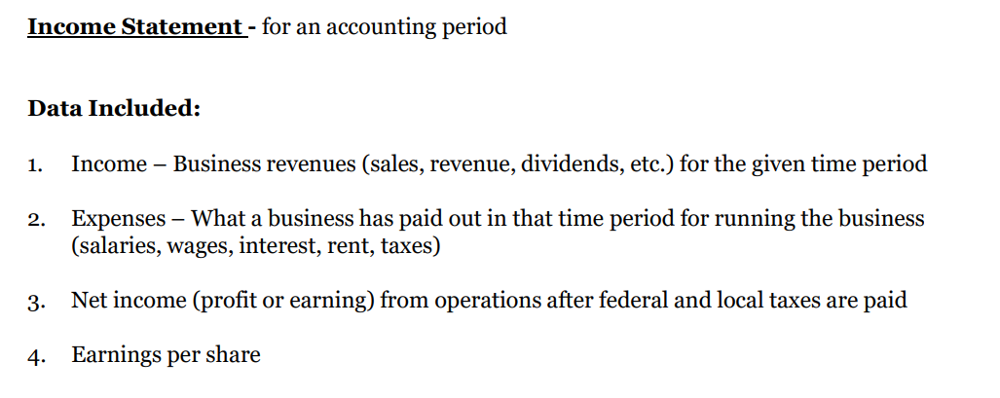 Income Statement - for an accounting period
Data Included:
1. Income – Business revenues (sales, revenue, dividends, etc.) for the given time period
2. Expenses – What a business has paid out in that time period for running the business
(salaries, wages, interest, rent, taxes)
3. Net income (profit or earning) from operations after federal and local taxes are paid
4. Earnings per share